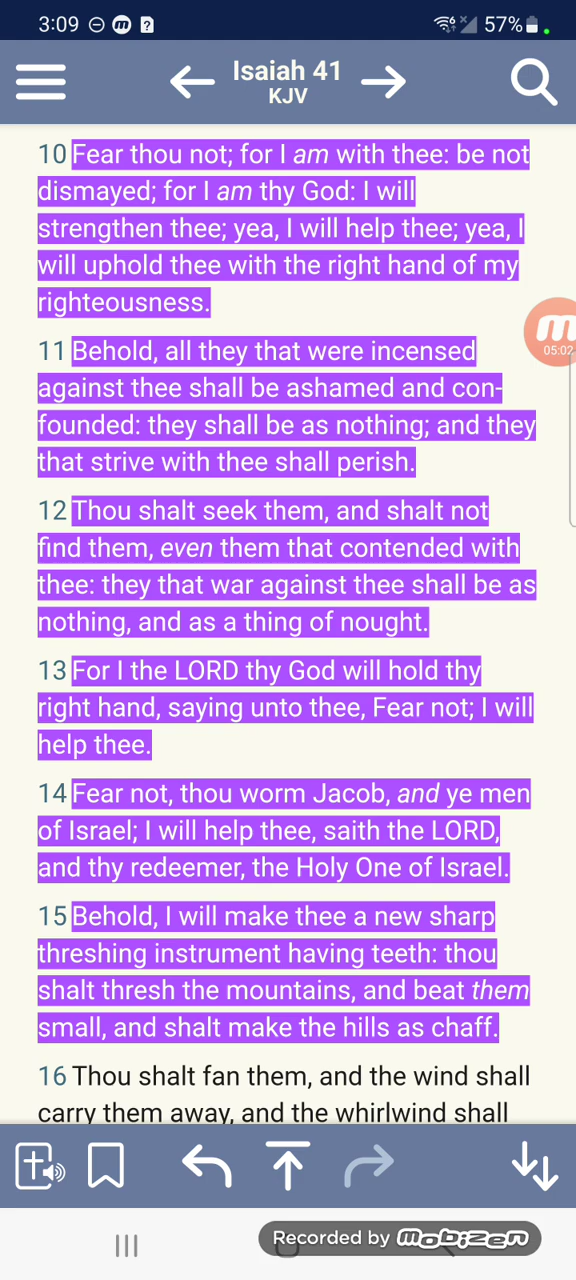 3:09
57%
Isaiah 41
KJV
10 Fear thou not; for I am with thee: be not
dismayed; for I am thy God: I will
strengthen thee; yea, I will help thee; yea, I
will uphold thee with the right hand of my
righteousness.
05:02
11 Behold, all they that were incensed
against thee shall be ashamed and con-
founded: they shall be as nothing; and they
that strive with thee shall perish.
12 Thou shalt seek them, and shalt not
find them, even them that contended with
thee: they that war against thee shall be as
nothing, and as a thing of nought.
13 For I the LORD thy God will hold thy
right hand, saying unto thee, Fear not; I will
help thee.
14 Fear not, thou worm Jacob, and ye men
of Israel; I will help thee, saith the LORD,
and thy redeemer, the Holy One of Israel.
15 Behold, I will make thee a new sharp
threshing instrument having teeth: thou
shalt thresh the mountains, and beat them
small, and shalt make the hills as chaff.
16 Thou shalt fan them, and the wind shall
carry them away, and the whirlwind shall
Recorded by mobizen